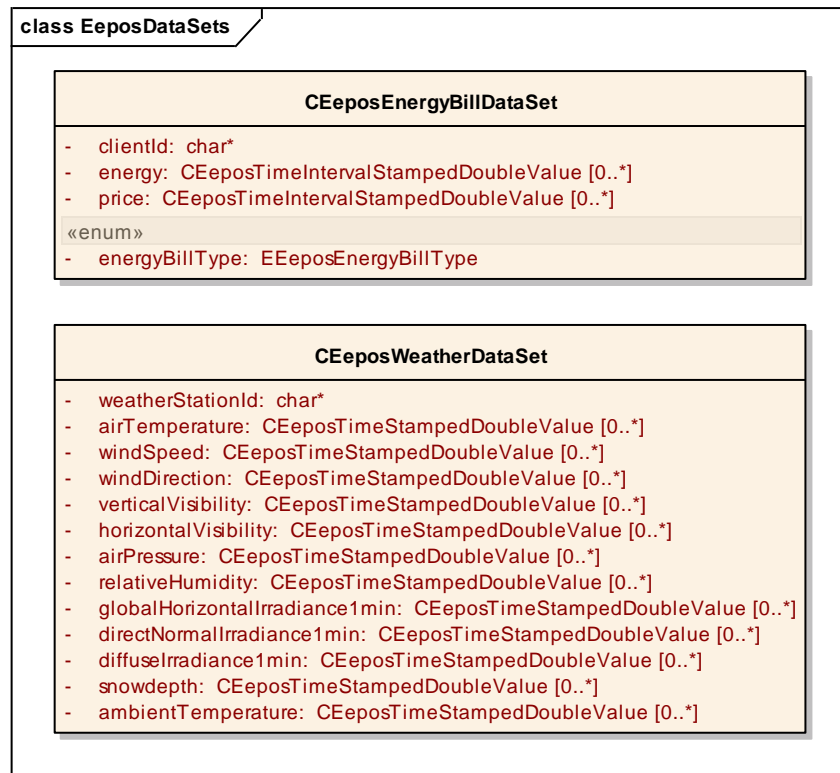 class EeposDataSets
CEeposEnergyBillDataSet
- clientId: char*
- energy: CEeposTimeIntervalStampedDoubleValue [0..*]
- price: CEeposTimeIntervalStampedDoubleValue [0..*]
«enum»
- energyBillType: EEeposEnergyBillType
CEeposWeatherDataSet
- weatherStationId: char*
- airTemperature: CEeposTimeStampedDoubleValue [0..*]
- windSpeed: CEeposTimeStampedDoubleValue [0..*]
- windDirection: CEeposTimeStampedDoubleValue [0..*]
- verticalVisibility: CEeposTimeStampedDoubleValue [0..*]
- horizontalVisibility: CEeposTimeStampedDoubleValue [0..*]
- airPressure: CEeposTimeStampedDoubleValue [0..*]
- relativeHumidity: CEeposTimeStampedDoubleValue [0..*]
- globalHorizontalIrradiance1min: CEeposTimeStampedDoubleValue [0..*]
- directNormalIrradiance1min: CEeposTimeStampedDoubleValue [0..*]
- diffuseIrradiance1min: CEeposTimeStampedDoubleValue [0..*]
- snowdepth: CEeposTimeStampedDoubleValue [0..*]
- ambientTemperature: CEeposTimeStampedDoubleValue [0..*]